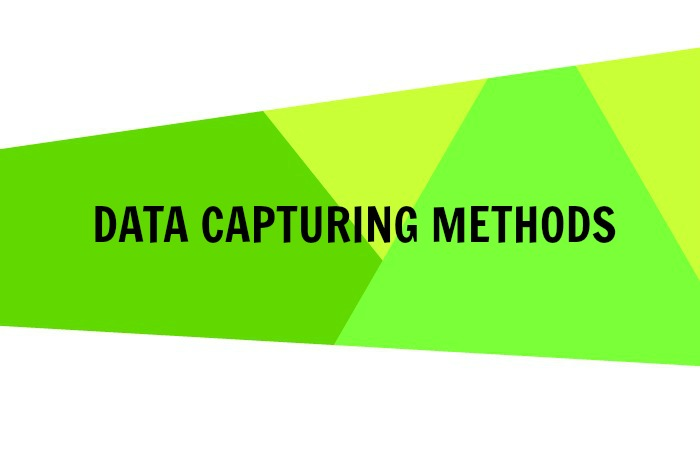 DATA CAPTURING METHODS